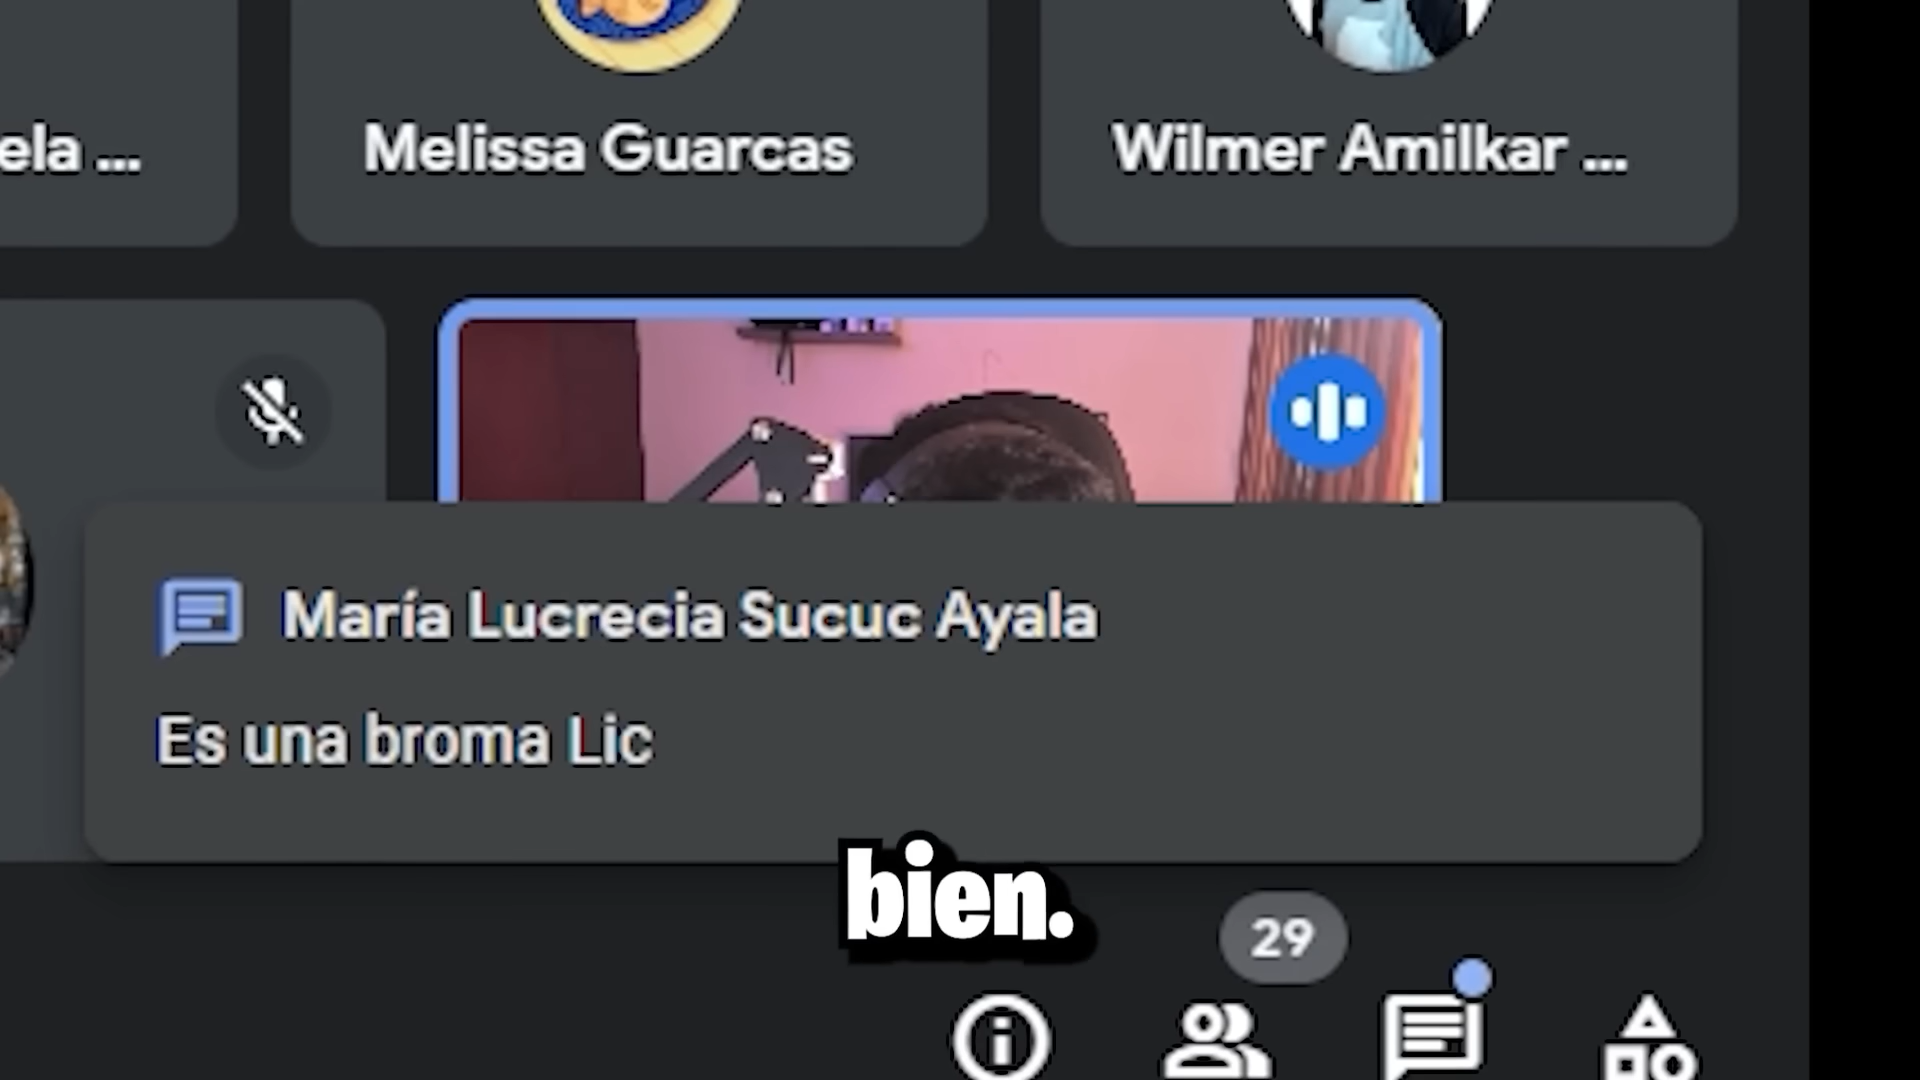 ela ...
Melissa Guarcas
Wilmer Amilkar ...
María Lucrecia Sucuc Ayala
Es una broma Lic
bien.
29